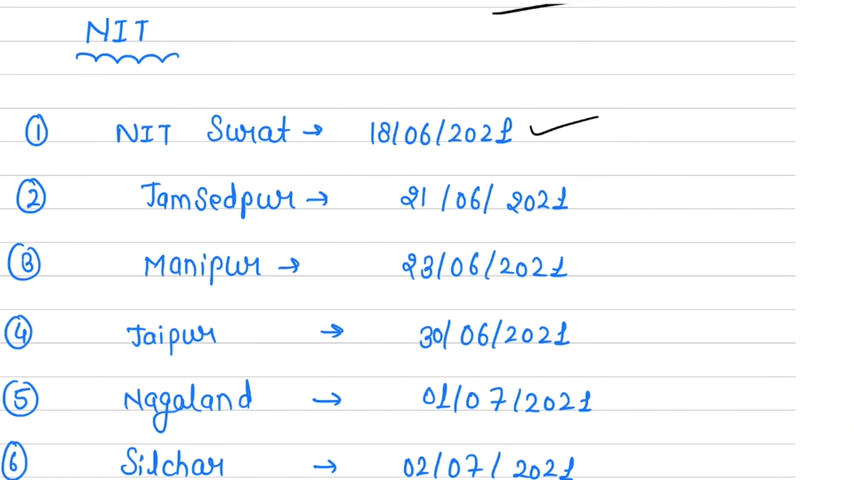 NIT
① NIT Surat → 18/06/2021 ✓
② Jamsedpur → 21/06/2021
③ Manipur → 23/06/2021
④ Jaipur → 30/06/2021
⑤ Nagaland → 01/07/2021
⑥ Silchar → 02/07/2021